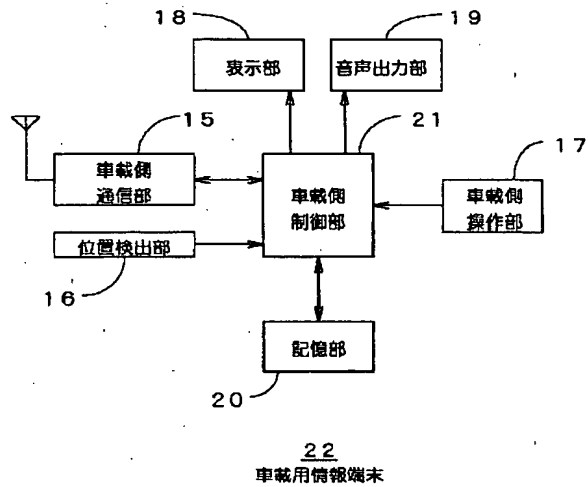 18
19
表示部
音声出力部
15
21
17
車載側
通信部
車載側
制御部
車載側
操作部
位置検出部
16
記憶部
20
22
車載用情報端末